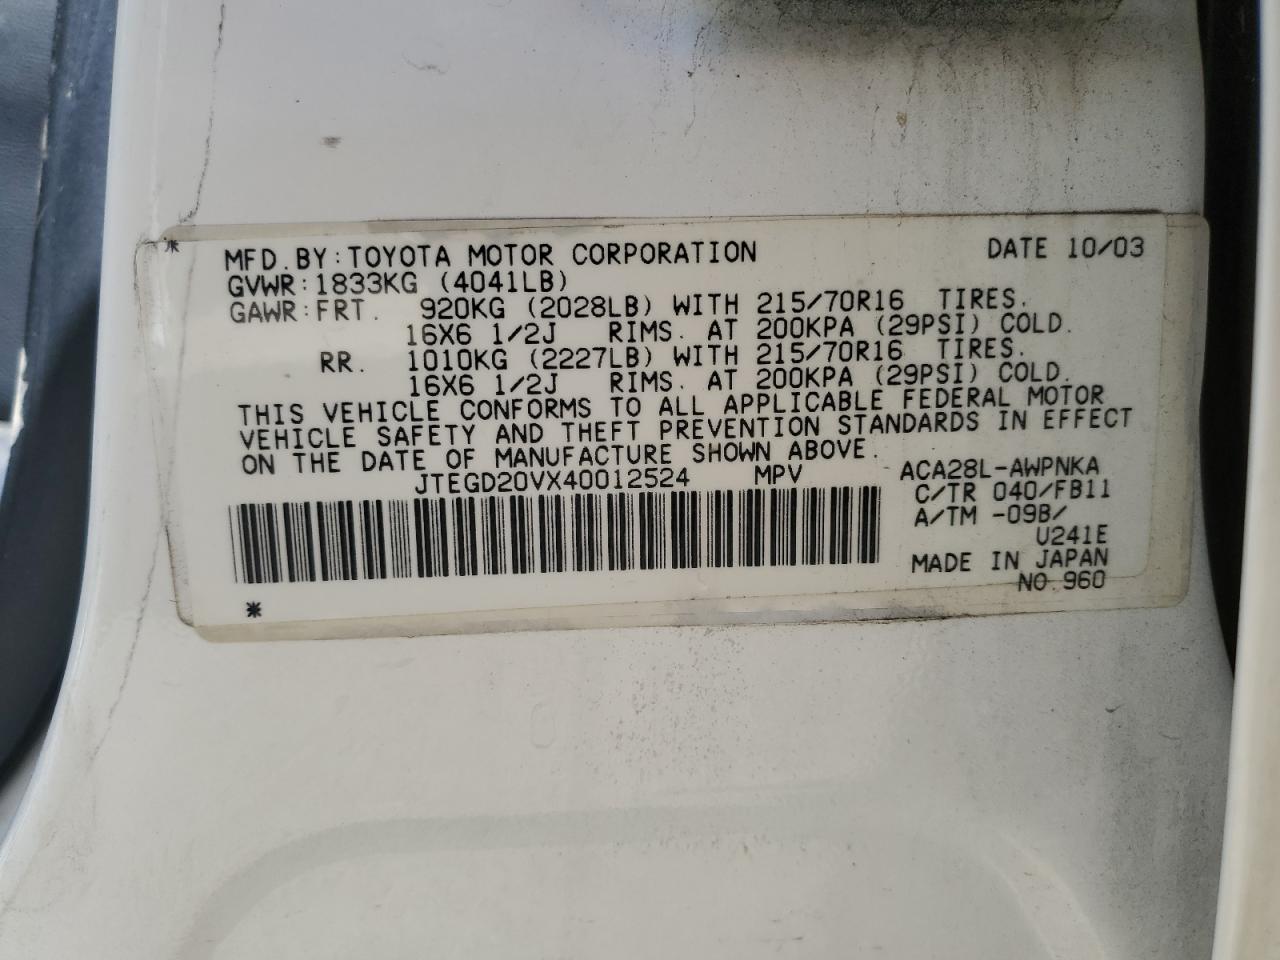 *
MFD. BY: TOYOTA MOTOR CORPORATION DATE 10/03
GVWR: 1833KG (4041LB)
GAWR: FRT. 920KG (2028LB) WITH 215/70R16 TIRES.
16X6 1/2J RIMS. AT 200KPA (29PSI) COLD.
RR. 1010KG (2227LB) WITH 215/70R16 TIRES.
16X6 1/2J RIMS. AT 200KPA (29PSI) COLD.
THIS VEHICLE CONFORMS TO ALL APPLICABLE FEDERAL MOTOR
VEHICLE SAFETY AND THEFT PREVENTION STANDARDS IN EFFECT
ON THE DATE OF MANUFACTURE SHOWN ABOVE.
JTEGD20VX40012524 MPV ACA28L-AWPNKA
C/TR 040/FB11
A/TM -09B/
U241E
MADE IN JAPAN
NO.960
*